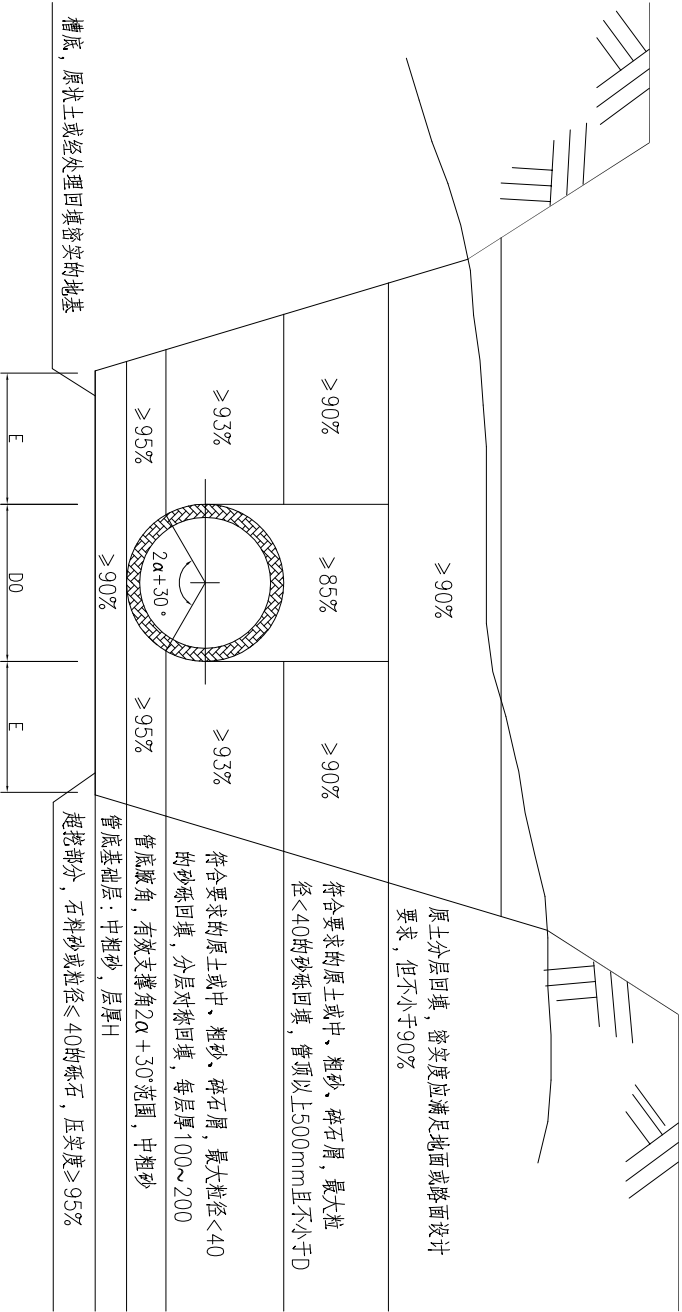 ≥90%
原土分层回填，密实度应满足地面或路面设计
要求，但不小于90%
≥90%
≥85%
≥90%
符合要求的原土或中、粗砂、碎石屑，最大粒
径<40的砂砾回填，管顶以上500mm且不小于D
≥93%
≥93%
符合要求的原土或中、粗砂、碎石屑，最大粒径<40
的砂砾回填，分层对称回填，每层厚100~200
2α+30°
≥95%
≥95%
管底腋角，有效支撑角2α+30°范围，中粗砂
≥90%
管底基础层：中粗砂，层厚H
槽底，原状土或经处理回填密实的地基
超挖部分，石料砂或粒径≤40的砾石，压实度≥95%
E
D0
E